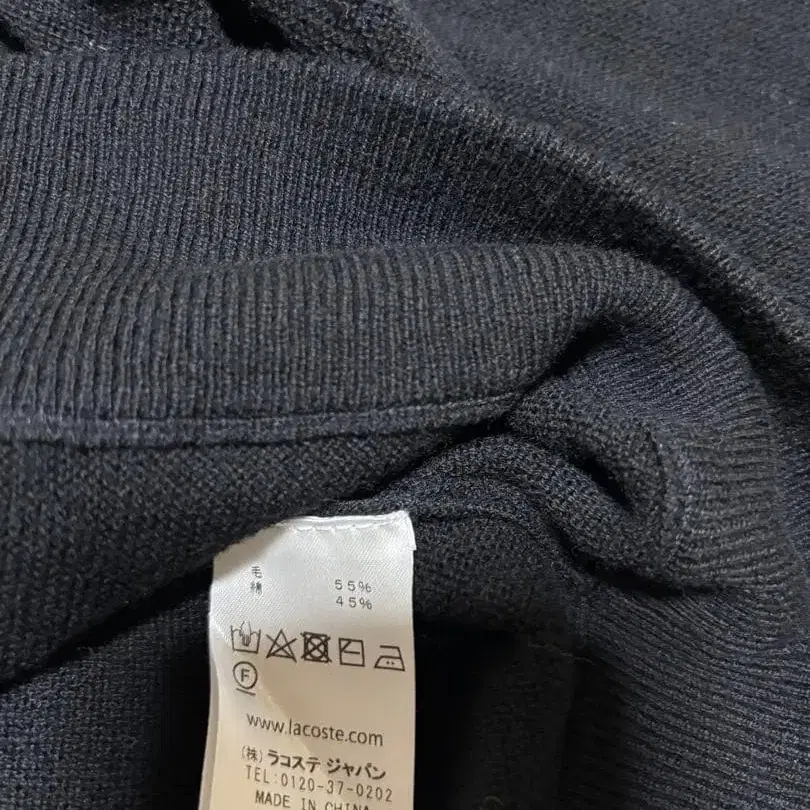 毛 55%
綿 45%
F
www.lacoste.com
(株)ラコステ ジャパン
TEL:0120-37-0202
MADE IN CHINA